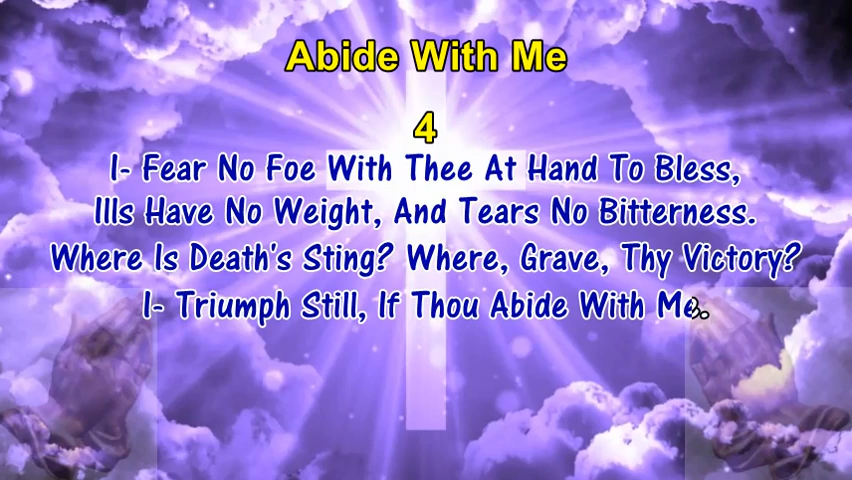 Abide With Me
4
I- Fear No Foe With Thee At Hand To Bless,
Ills Have No Weight, And Tears No Bitterness.
Where Is Death's Sting? Where, Grave, Thy Victory?
I- Triumph Still, If Thou Abide With Me.